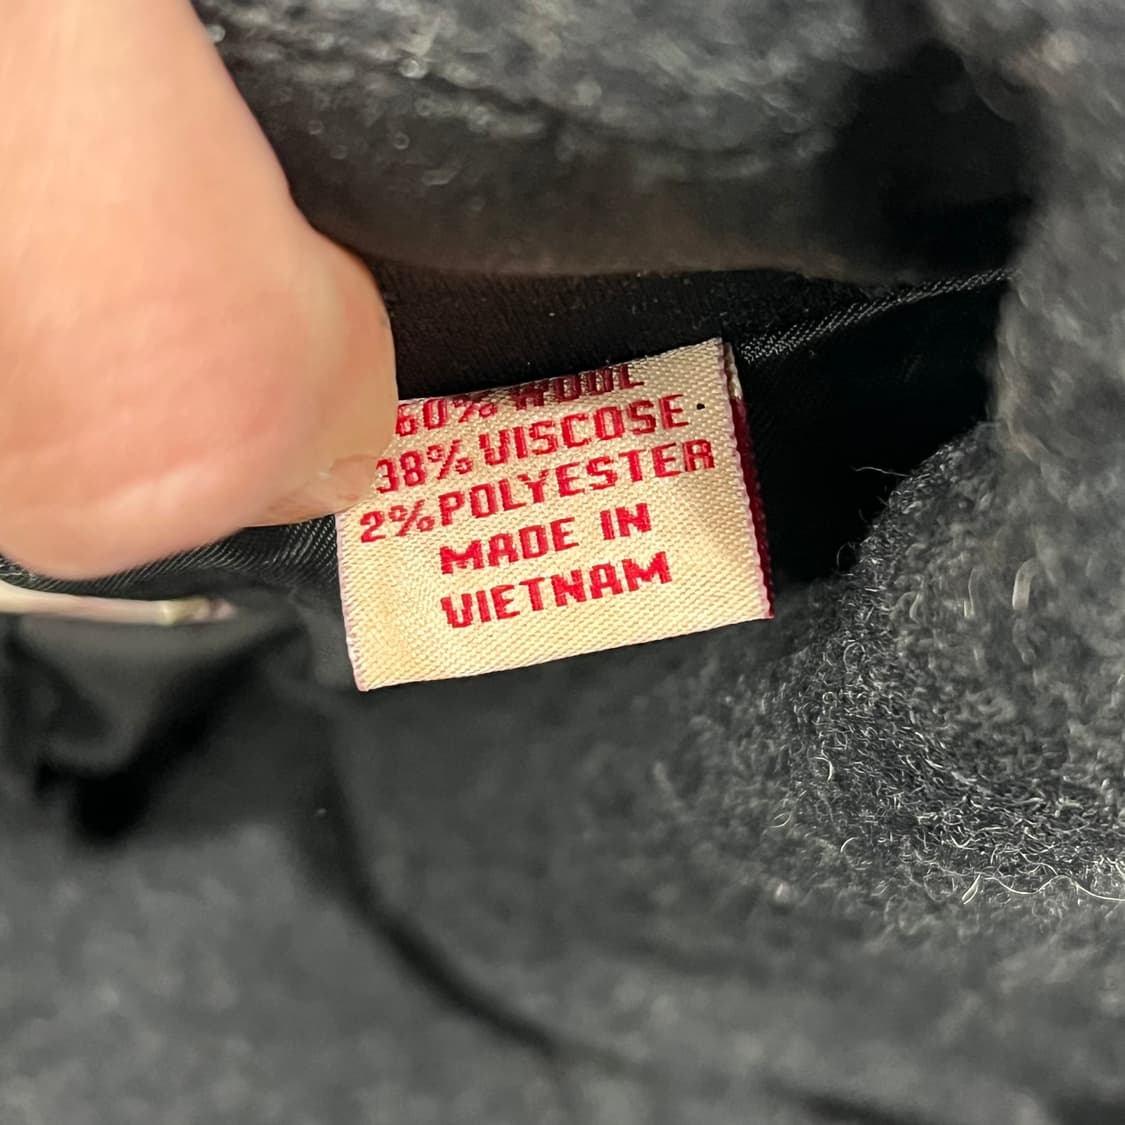 60% WOOL
38% VISCOSE
2% POLYESTER
MADE IN
VIETNAM